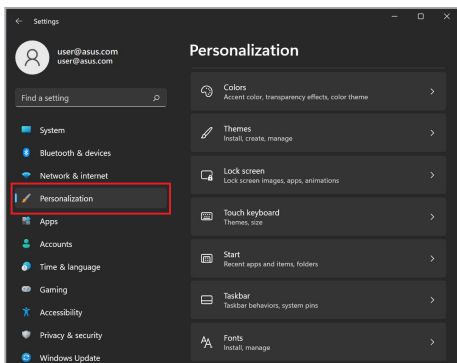 Settings
user@asus.com
user@asus.com
Find a setting
System
Bluetooth & devices
Network & internet
Personalization
Apps
Accounts
Time & language
Gaming
Accessibility
Privacy & security
Windows Update
Personalization
Colors
Accent color, transparency effects, color theme
Themes
Install, create, manage
Lock screen
Lock screen images, apps, animations
Touch keyboard
Themes, size
Start
Recent apps and items, folders
Taskbar
Taskbar behaviors, system pins
Fonts
Install, manage